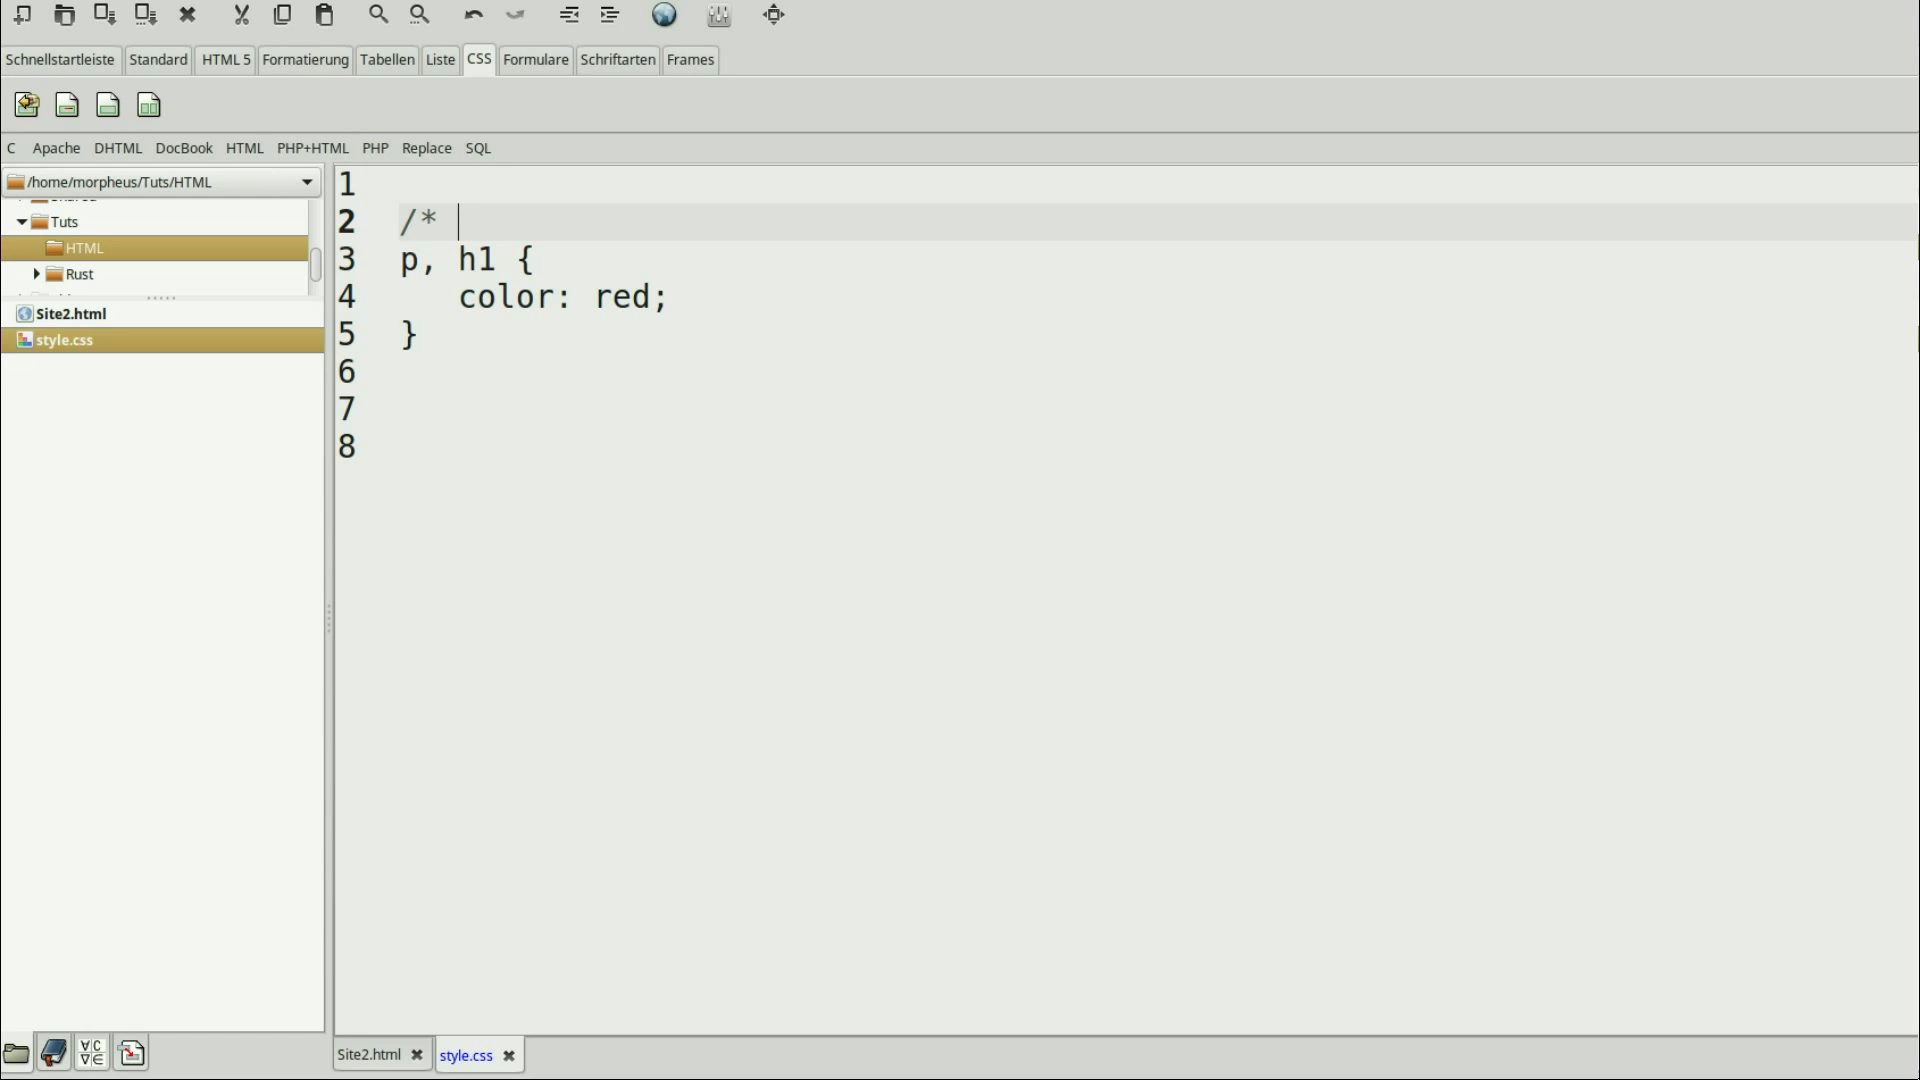 Schnellstartleiste Standard HTML 5 Formatierung Tabellen Liste CSS Formulare Schriftarten Frames
C Apache DHTML DocBook HTML PHP+HTML PHP Replace SQL
/home/morpheus/Tuts/HTML
Tuts
HTML
Rust
Site2.html
style.css
1
2 /*
3 p, h1 {
4 color: red;
5 }
6
7
8
Site2.html style.css